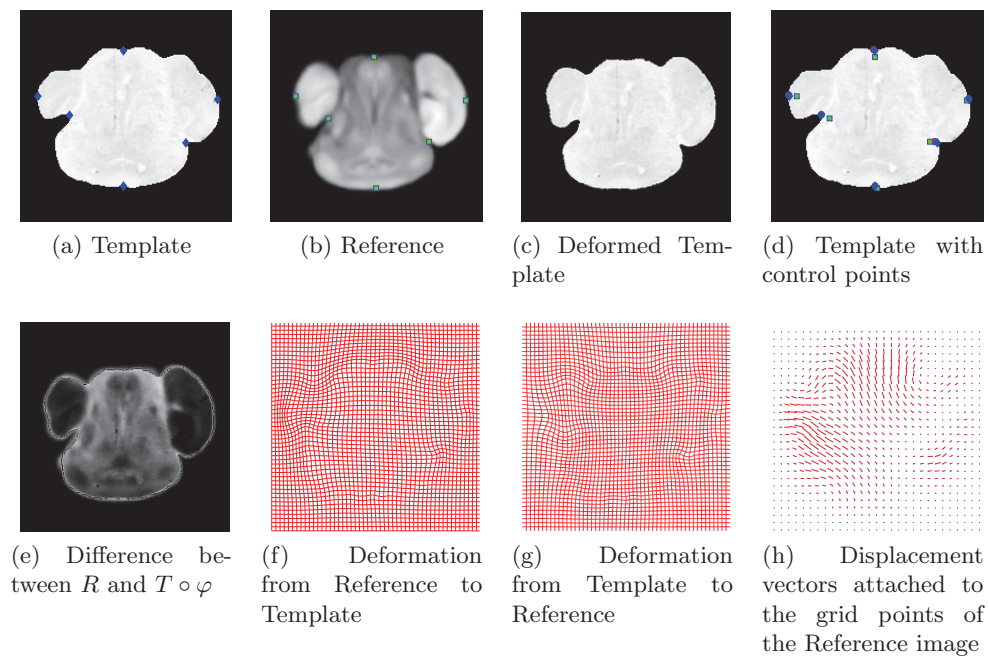 (a) Template
(b) Reference
(c) Deformed Tem-
plate
(d) Template with
control points
(e) Difference be-
tween R and T ∘ φ
(f) Deformation
from Reference to
Template
(g) Deformation
from Template to
Reference
(h) Displacement
vectors attached to
the grid points of
the Reference image